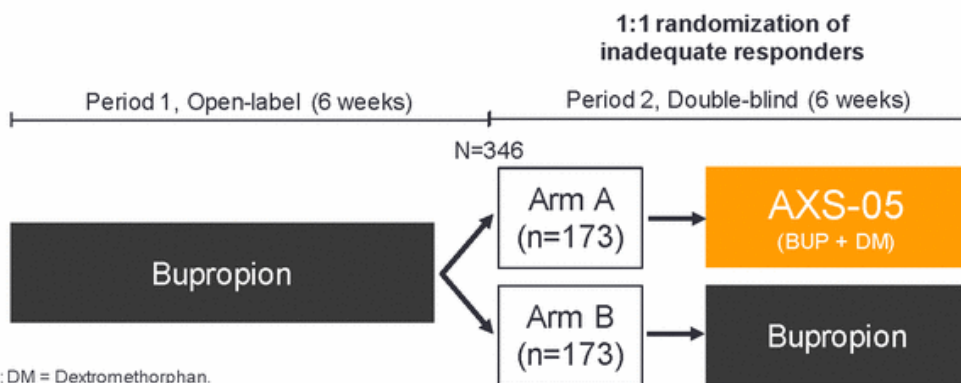 1:1 randomization of
inadequate responders
Period 1, Open-label (6 weeks)
Period 2, Double-blind (6 weeks)
N=346
Bupropion
Arm A
(n=173)
AXS-05
(BUP + DM)
Arm B
(n=173)
Bupropion
: DM = Dextromethorphan.